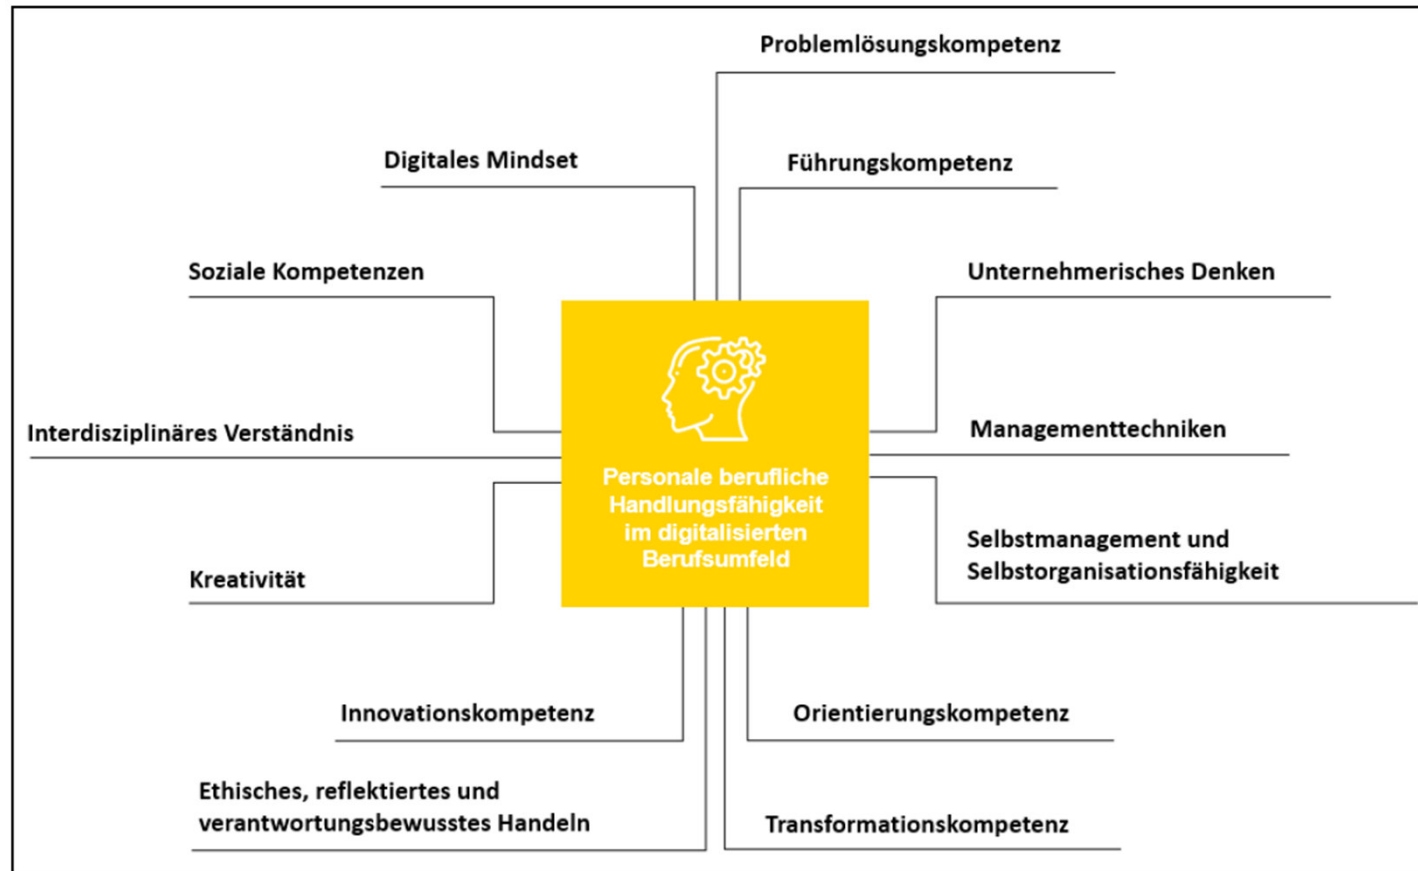 Problemlösungskompetenz
Digitales Mindset
Führungskompetenz
Soziale Kompetenzen
Unternehmerisches Denken
Interdisziplinäres Verständnis
Managementtechniken
Personale berufliche
Handlungsfähigkeit
im digitalisierten
Berufsumfeld
Selbstmanagement und
Selbstorganisationsfähigkeit
Kreativität
Innovationskompetenz
Orientierungskompetenz
Ethisches, reflektiertes und
verantwortungsbewusstes Handeln
Transformationskompetenz